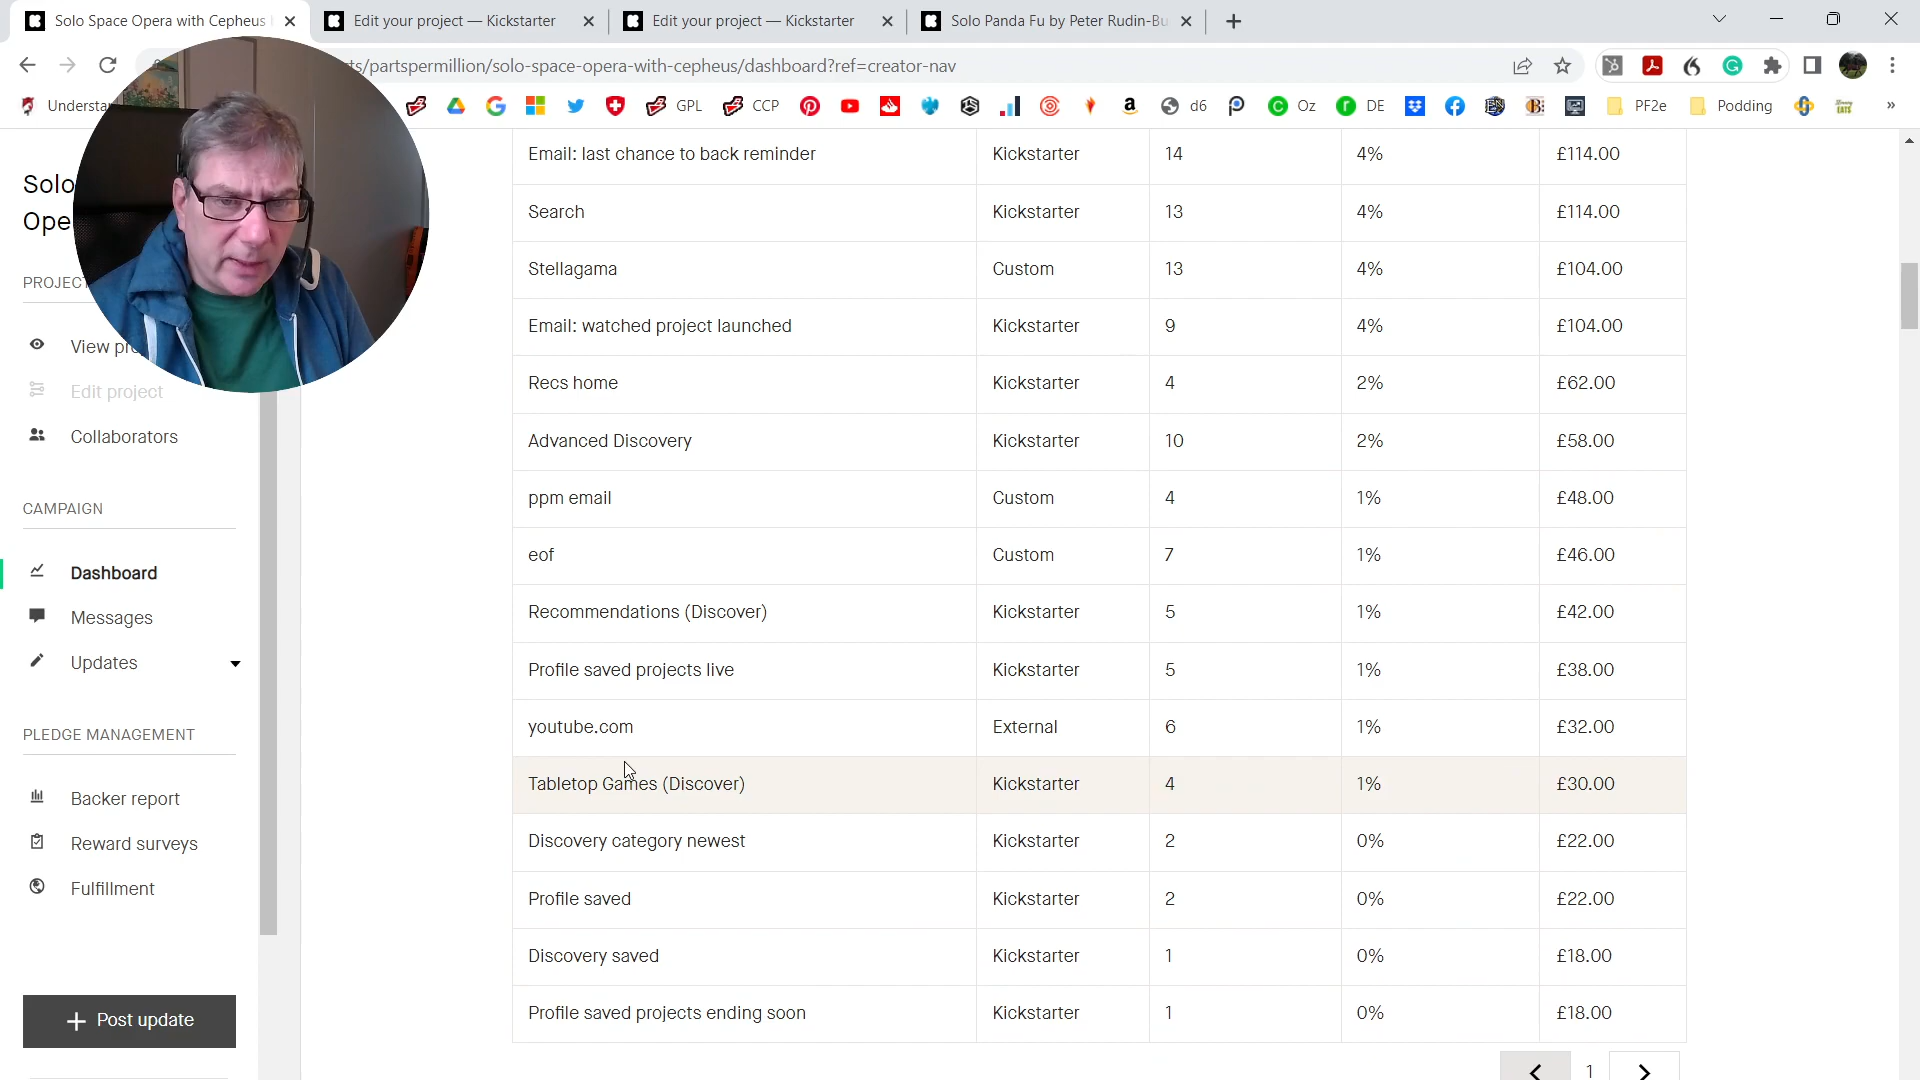 Solo Space Opera with Cepheus
Edit your project — Kickstarter
Edit your project — Kickstarter
Solo Panda Fu by Peter Rudin-Bu
ts/partspermillion/solo-space-opera-with-cepheus/dashboard?ref=creator-nav
Understa
GPL
CCP
d6
Oz
DE
PF2e
Podding
»
Solo
Ope
PROJECT
View pro
Edit project
Collaborators
CAMPAIGN
Dashboard
Messages
Updates
PLEDGE MANAGEMENT
Backer report
Reward surveys
Fulfillment
+ Post update
Email: last chance to back reminder Kickstarter 14 4% £114.00
Search Kickstarter 13 4% £114.00
Stellagama Custom 13 4% £104.00
Email: watched project launched Kickstarter 9 4% £104.00
Recs home Kickstarter 4 2% £62.00
Advanced Discovery Kickstarter 10 2% £58.00
ppm email Custom 4 1% £48.00
eof Custom 7 1% £46.00
Recommendations (Discover) Kickstarter 5 1% £42.00
Profile saved projects live Kickstarter 5 1% £38.00
youtube.com External 6 1% £32.00
Tabletop Games (Discover) Kickstarter 4 1% £30.00
Discovery category newest Kickstarter 2 0% £22.00
Profile saved Kickstarter 2 0% £22.00
Discovery saved Kickstarter 1 0% £18.00
Profile saved projects ending soon Kickstarter 1 0% £18.00
1